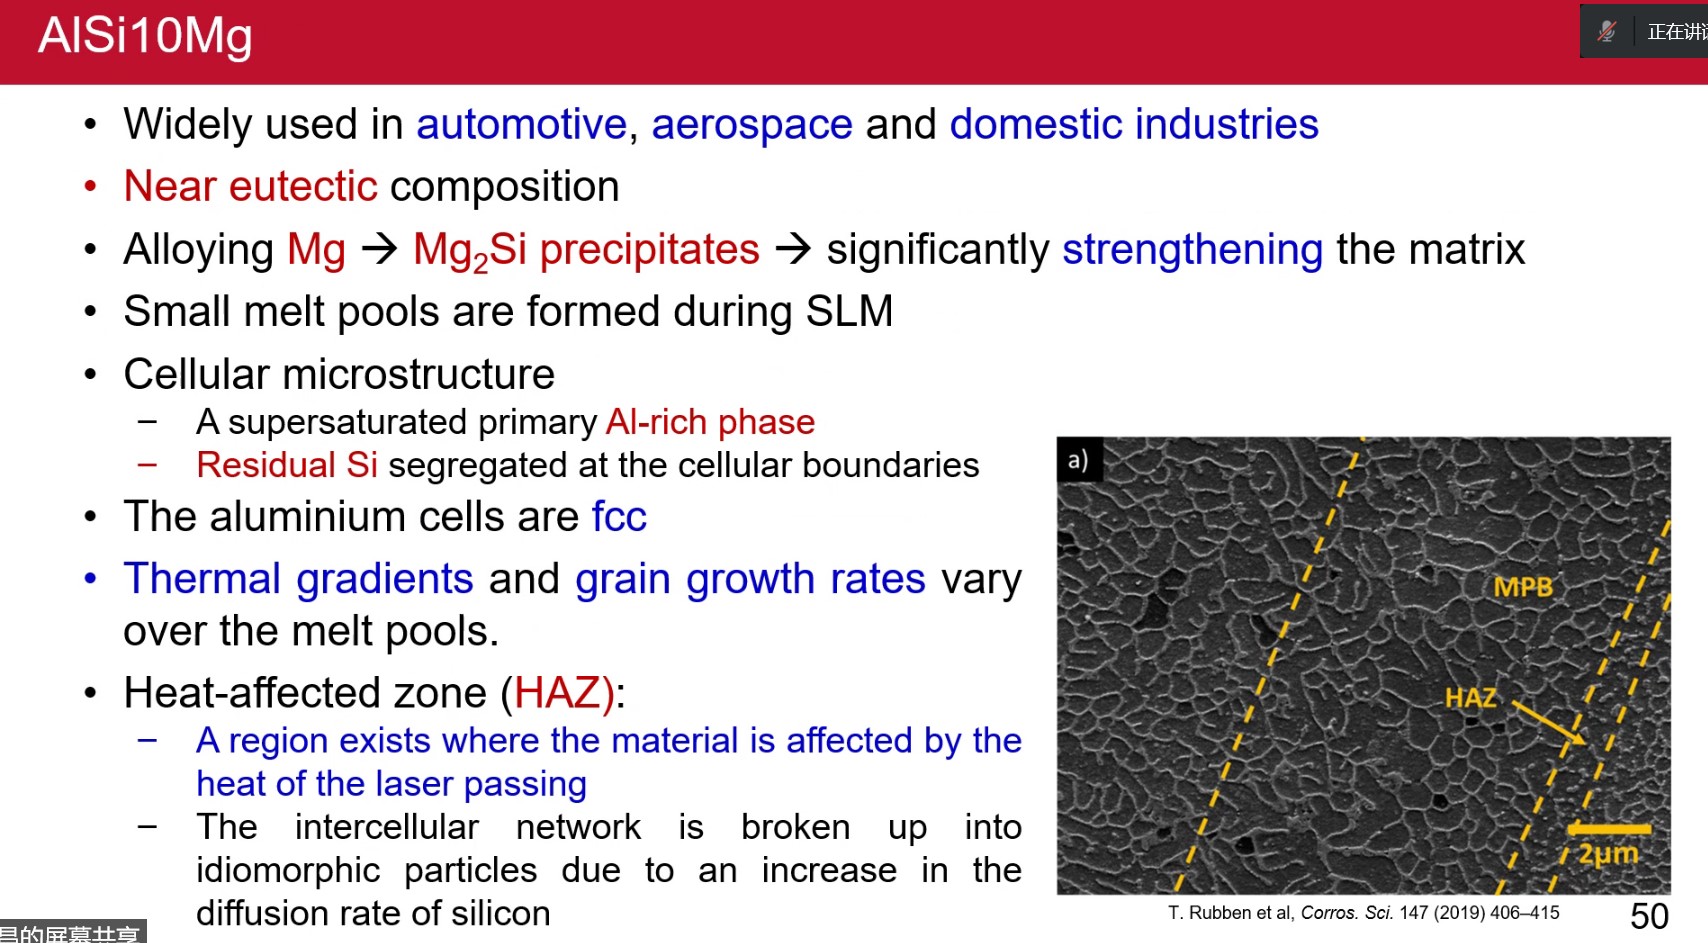 AlSi10Mg
正在讲
• Widely used in automotive, aerospace and domestic industries
• Near eutectic composition
• Alloying Mg → Mg₂Si precipitates → significantly strengthening the matrix
• Small melt pools are formed during SLM
• Cellular microstructure
– A supersaturated primary Al-rich phase
– Residual Si segregated at the cellular boundaries
• The aluminium cells are fcc
• Thermal gradients and grain growth rates vary
over the melt pools.
• Heat-affected zone (HAZ):
– A region exists where the material is affected by the
heat of the laser passing
– The intercellular network is broken up into
idiomorphic particles due to an increase in the
diffusion rate of silicon
a)
MPB
HAZ
2µm
T. Rubben et al, Corros. Sci. 147 (2019) 406–415
50
的屏幕共享